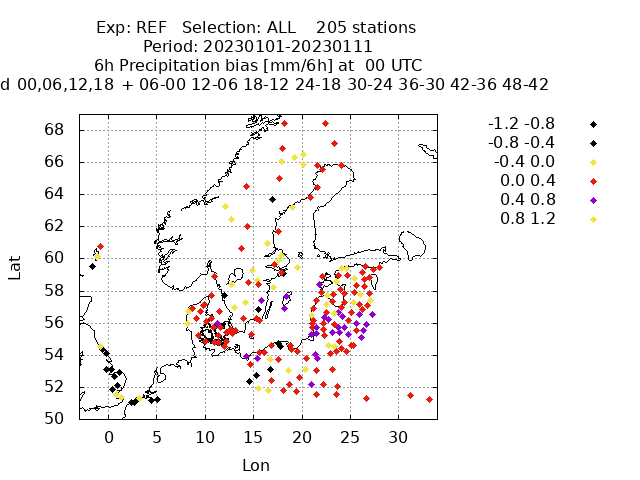 Exp: REF   Selection: ALL    205 stations
Period: 20230101-20230111
6h Precipitation bias [mm/6h] at  00 UTC
d 00,06,12,18 + 06-00 12-06 18-12 24-18 30-24 36-30 42-36 48-42
-1.2 -0.8
-0.8 -0.4
-0.4 0.0
0.0 0.4
0.4 0.8
0.8 1.2
68
66
64
62
60
58
56
54
52
50
Lat
0 5 10 15 20 25 30
Lon